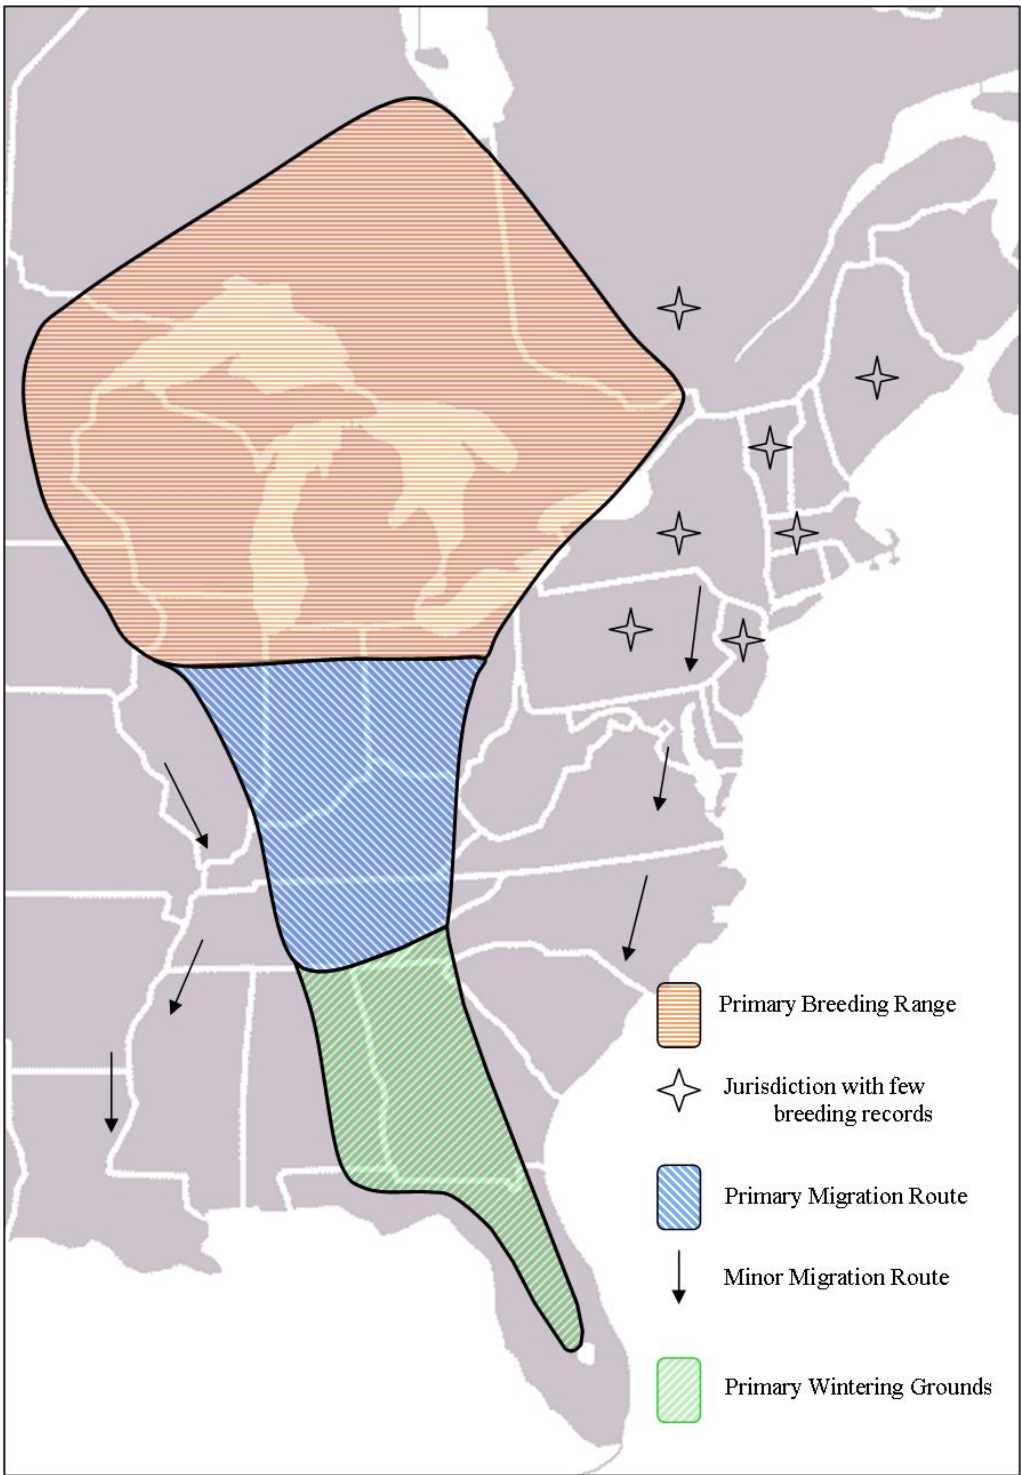 Primary Breeding Range
Jurisdiction with few
breeding records
Primary Migration Route
Minor Migration Route
Primary Wintering Grounds